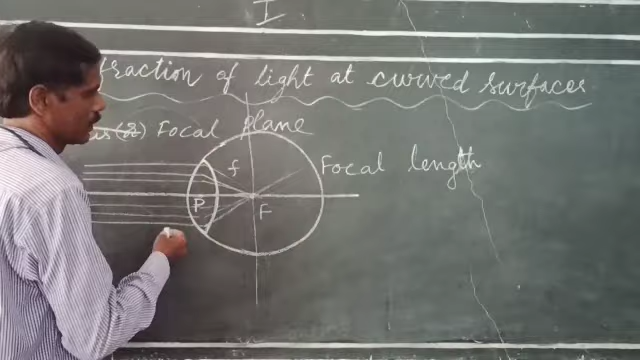 I
fraction of light at curved surfaces
Focal plane
f
Focal length
P
F